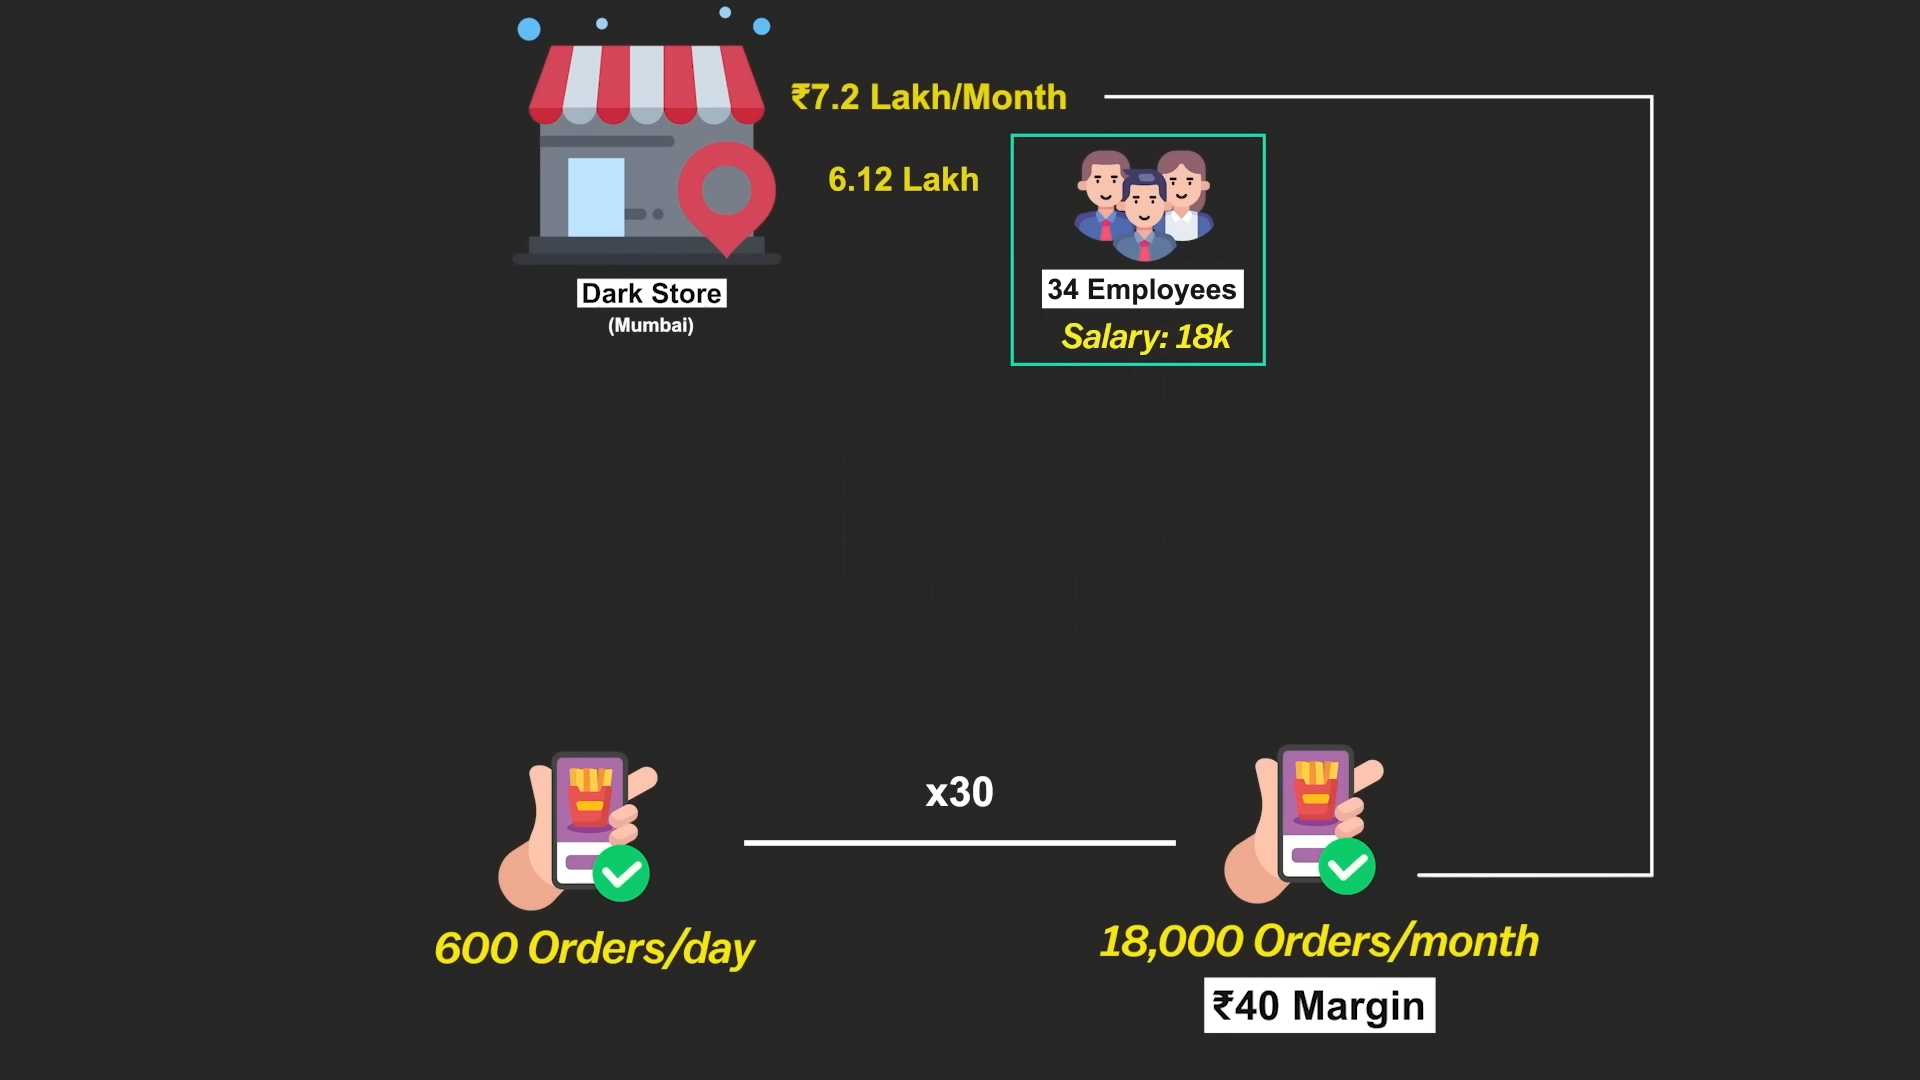 ₹7.2 Lakh/Month
6.12 Lakh
34 Employees
Salary: 18k
Dark Store
(Mumbai)
x30
600 Orders/day
18,000 Orders/month
₹40 Margin